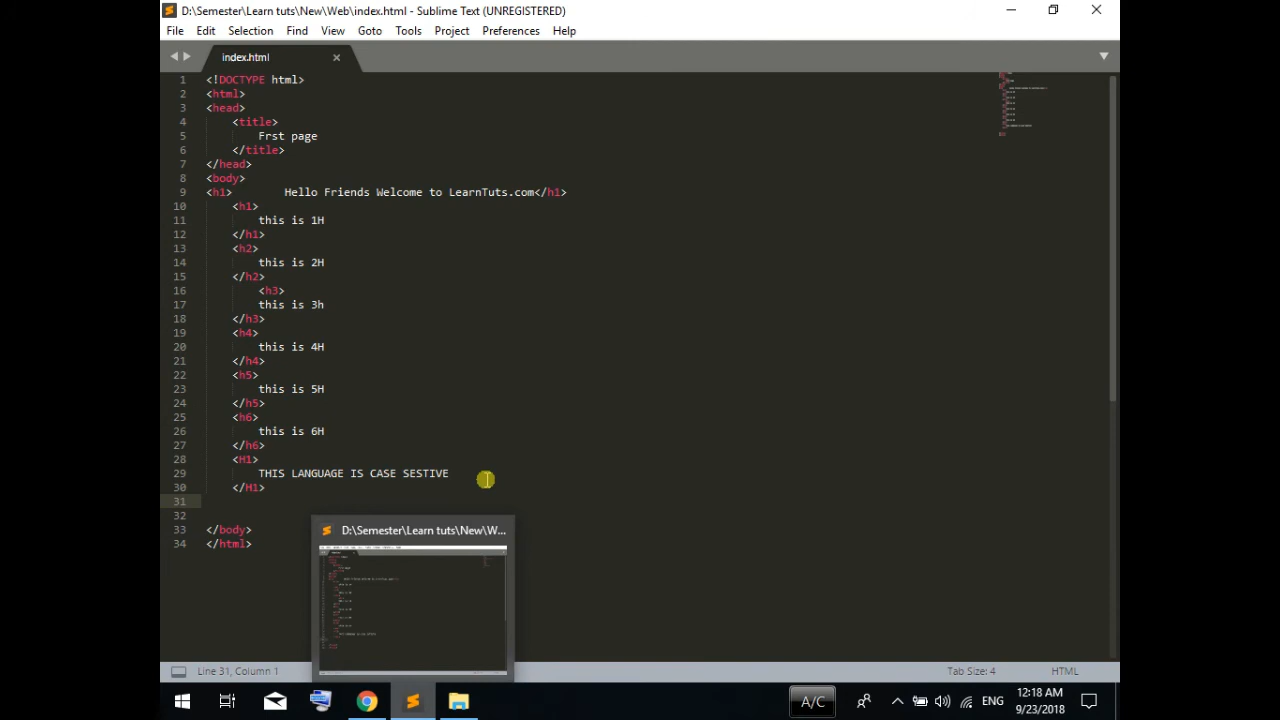 D:\Semester\Learn tuts\New\Web\index.html - Sublime Text (UNREGISTERED)
File Edit Selection Find View Goto Tools Project Preferences Help
index.html
1 <!DOCTYPE html>
2 <html>
3 <head>
4 <title>
5 Frst page
6 </title>
7 </head>
8 <body>
9 <h1> Hello Friends Welcome to LearnTuts.com</h1>
10 <h1>
11 this is 1H
12 </h1>
13 <h2>
14 this is 2H
15 </h2>
16 <h3>
17 this is 3h
18 </h3>
19 <h4>
20 this is 4H
21 </h4>
22 <h5>
23 this is 5H
24 </h5>
25 <h6>
26 this is 6H
27 </h6>
28 <H1>
29 THIS LANGUAGE IS CASE SESTIVE
30 </H1>
31
32
33 </body>
34 </html>
D:\Semester\Learn tuts\New\W...
Line 31, Column 1 Tab Size: 4 HTML
A/C ENG 12:18 AM
9/23/2018